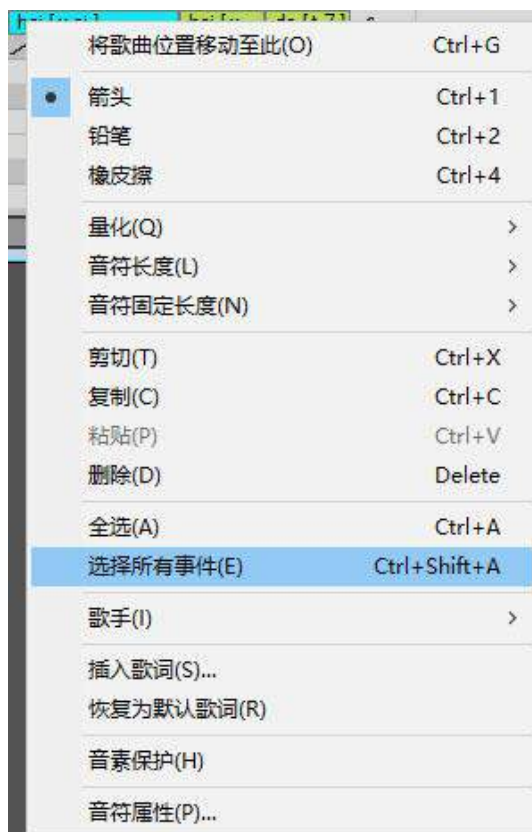 将歌曲位置移动至此(O) Ctrl+G
箭头 Ctrl+1
铅笔 Ctrl+2
橡皮擦 Ctrl+4
量化(Q)
音符长度(L)
音符固定长度(N)
剪切(T) Ctrl+X
复制(C) Ctrl+C
粘贴(P) Ctrl+V
删除(D) Delete
全选(A) Ctrl+A
选择所有事件(E) Ctrl+Shift+A
歌手(I)
插入歌词(S)...
恢复为默认歌词(R)
音素保护(H)
音符属性(P)...